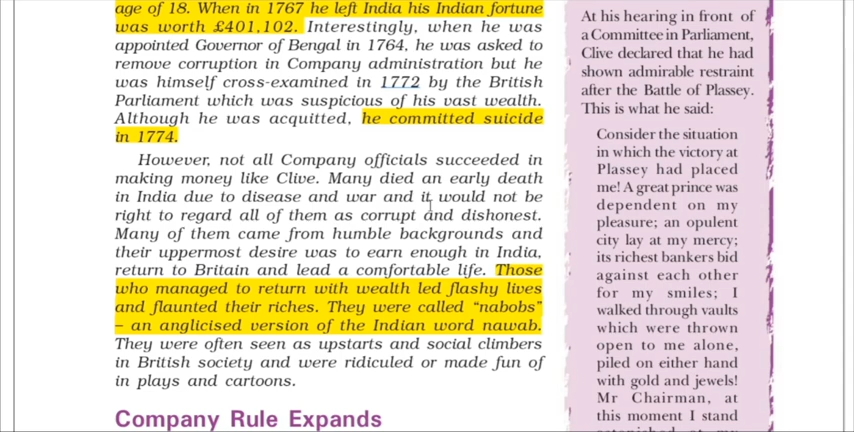 age of 18. When in 1767 he left India his Indian fortune
was worth £401,102. Interestingly, when he was
appointed Governor of Bengal in 1764, he was asked to
remove corruption in Company administration but he
was himself cross-examined in 1772 by the British
Parliament which was suspicious of his vast wealth.
Although he was acquitted, he committed suicide
in 1774.
However, not all Company officials succeeded in
making money like Clive. Many died an early death
in India due to disease and war and it would not be
right to regard all of them as corrupt and dishonest.
Many of them came from humble backgrounds and
their uppermost desire was to earn enough in India,
return to Britain and lead a comfortable life. Those
who managed to return with wealth led flashy lives
and flaunted their riches. They were called “nabobs”
– an anglicised version of the Indian word nawab.
They were often seen as upstarts and social climbers
in British society and were ridiculed or made fun of
in plays and cartoons.
Company Rule Expands
At his hearing in front of
a Committee in Parliament,
Clive declared that he had
shown admirable restraint
after the Battle of Plassey.
This is what he said:
Consider the situation
in which the victory at
Plassey had placed
me! A great prince was
dependent on my
pleasure; an opulent
city lay at my mercy;
its richest bankers bid
against each other
for my smiles; I
walked through vaults
which were thrown
open to me alone,
piled on either hand
with gold and jewels!
Mr Chairman, at
this moment I stand